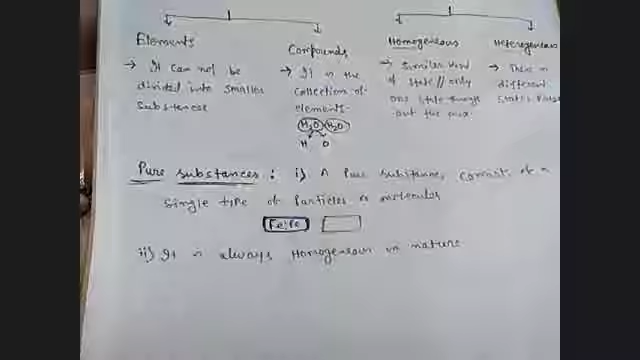 Elements
Compounds
Homogeneous
Heterogeneous
→ It can not be
divided into smaller
Substances
→ It is the
collection of
elements.
H₂O H₂O
H O
→ Similar kind
of state // only
one state through
out the mix
→ There is
different
Pure substances : i) A Pure substance, consist of a
single type of Particles or molecules
Fe Fe
ii) It is always Homogeneous in nature